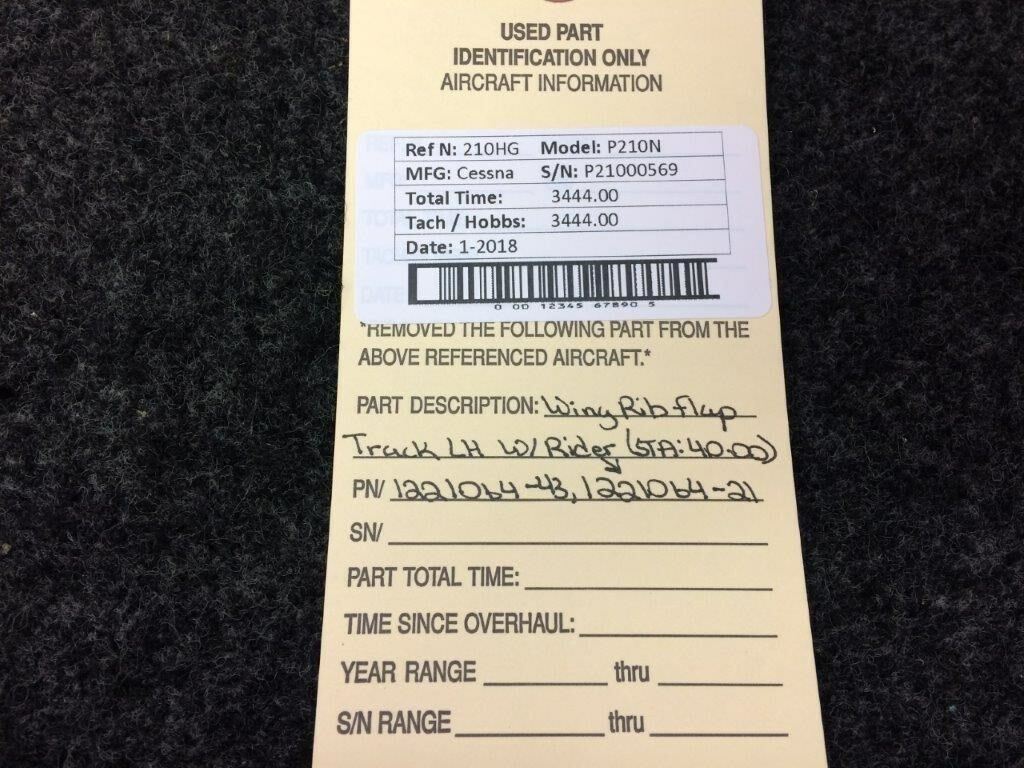 USED PART
IDENTIFICATION ONLY
AIRCRAFT INFORMATION
Ref N: 210HG Model: P210N
MFG: Cessna S/N: P21000569
Total Time: 3444.00
Tach / Hobbs: 3444.00
Date: 1-2018
0 00 12345 67890 5
*REMOVED THE FOLLOWING PART FROM THE
ABOVE REFERENCED AIRCRAFT.*
PART DESCRIPTION: Wing Rib flap
Track LH W/ Rider (STA:40.00)
PN/ 1221064-43, 1221064-21
SN/
PART TOTAL TIME:
TIME SINCE OVERHAUL:
YEAR RANGE thru
S/N RANGE thru